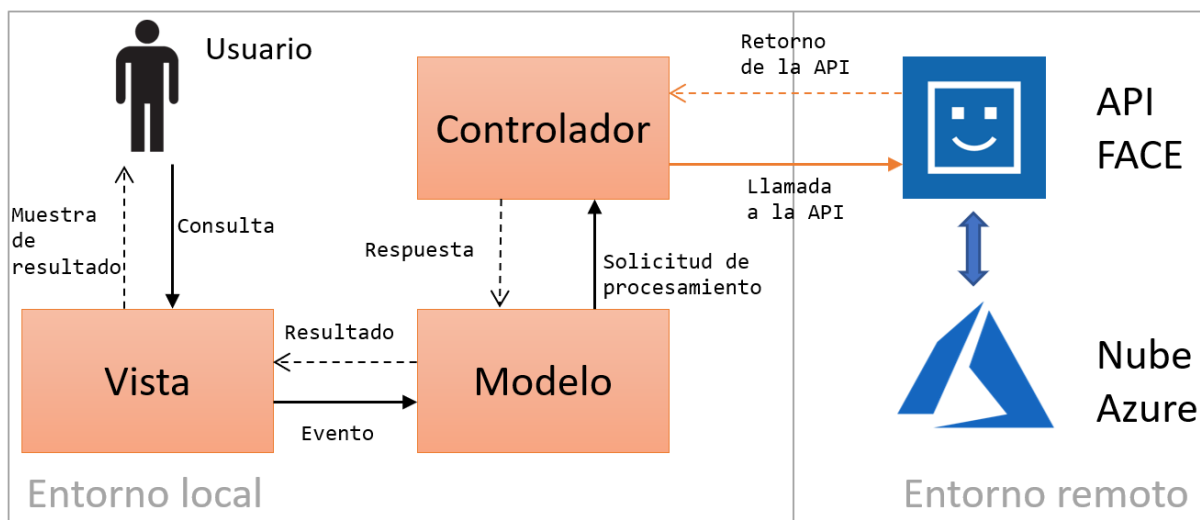 Usuario
Retorno
de la API
Controlador
API
FACE
Llamada
a la API
Muestra
de
resultado
Consulta
Respuesta
Solicitud de
procesamiento
Resultado
Vista
Modelo
Evento
Nube
Azure
Entorno local
Entorno remoto